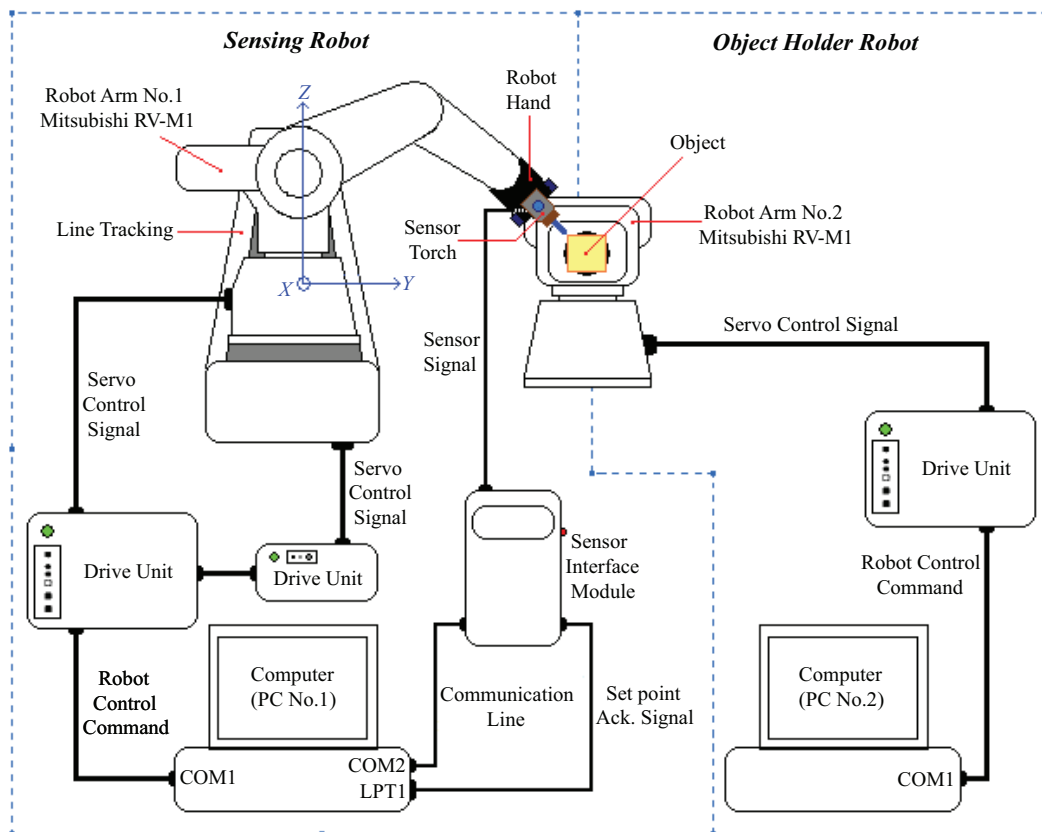 Sensing Robot
Object Holder Robot
Robot Arm No.1
Mitsubishi RV-M1
Z
Robot
Hand
Object
Line Tracking
Sensor
Torch
Robot Arm No.2
Mitsubishi RV-M1
X
Y
Servo Control Signal
Sensor
Signal
Servo
Control
Signal
Servo
Control
Signal
Drive Unit
Drive Unit
Drive Unit
Sensor
Interface
Module
Robot Control
Command
Computer
(PC No.1)
Robot
Control
Command
Communication
Line
Set point
Ack. Signal
Computer
(PC No.2)
COM1
COM2
LPT1
COM1